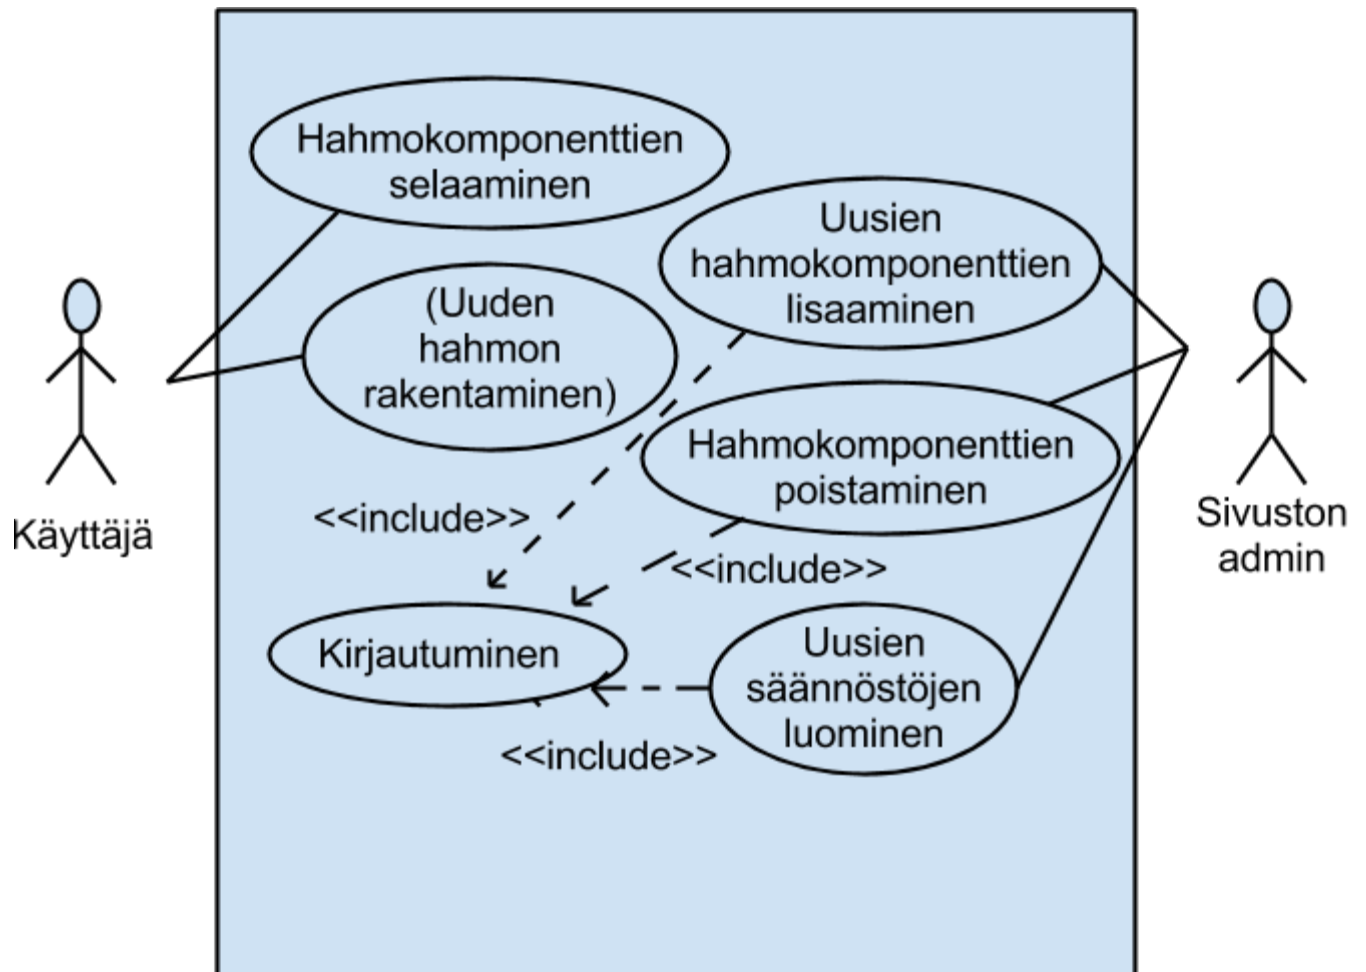 Hahmokomponenttien
selaaminen
Uusien
hahmokomponenttien
lisaaminen
(Uuden
hahmon
rakentaminen)
Hahmokomponenttien
poistaminen
<<include>>
Käyttäjä
Sivuston
admin
<<include>>
Kirjautuminen
Uusien
säännöstöjen
luominen
<<include>>